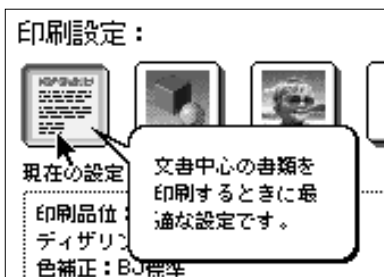 印刷設定：
現在の設定
文書中心の書類を
印刷するときに最
適な設定です。
印刷品位：
ディザリン
色補正：BJ標準